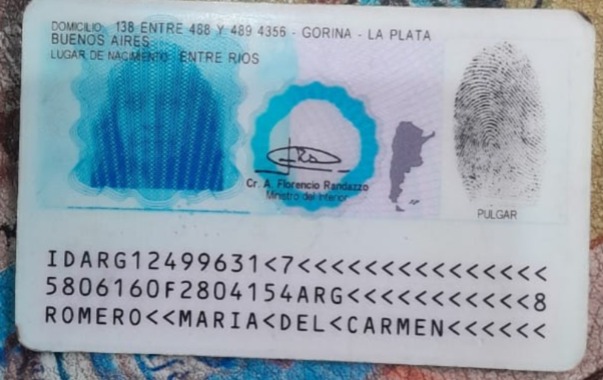 DOMICILIO: 138 ENTRE 488 Y 489 4356 - GORINA - LA PLATA
BUENOS AIRES
LUGAR DE NACIMIENTO: ENTRE RIOS
Cr. A. Florencio Randazzo
Ministro del Interior
PULGAR
IDARG12499631<7<<<<<<<<<<<<<<<
5806160F2804154ARG<<<<<<<<<<<8
ROMERO<<MARIA<DEL<CARMEN<<<<<<